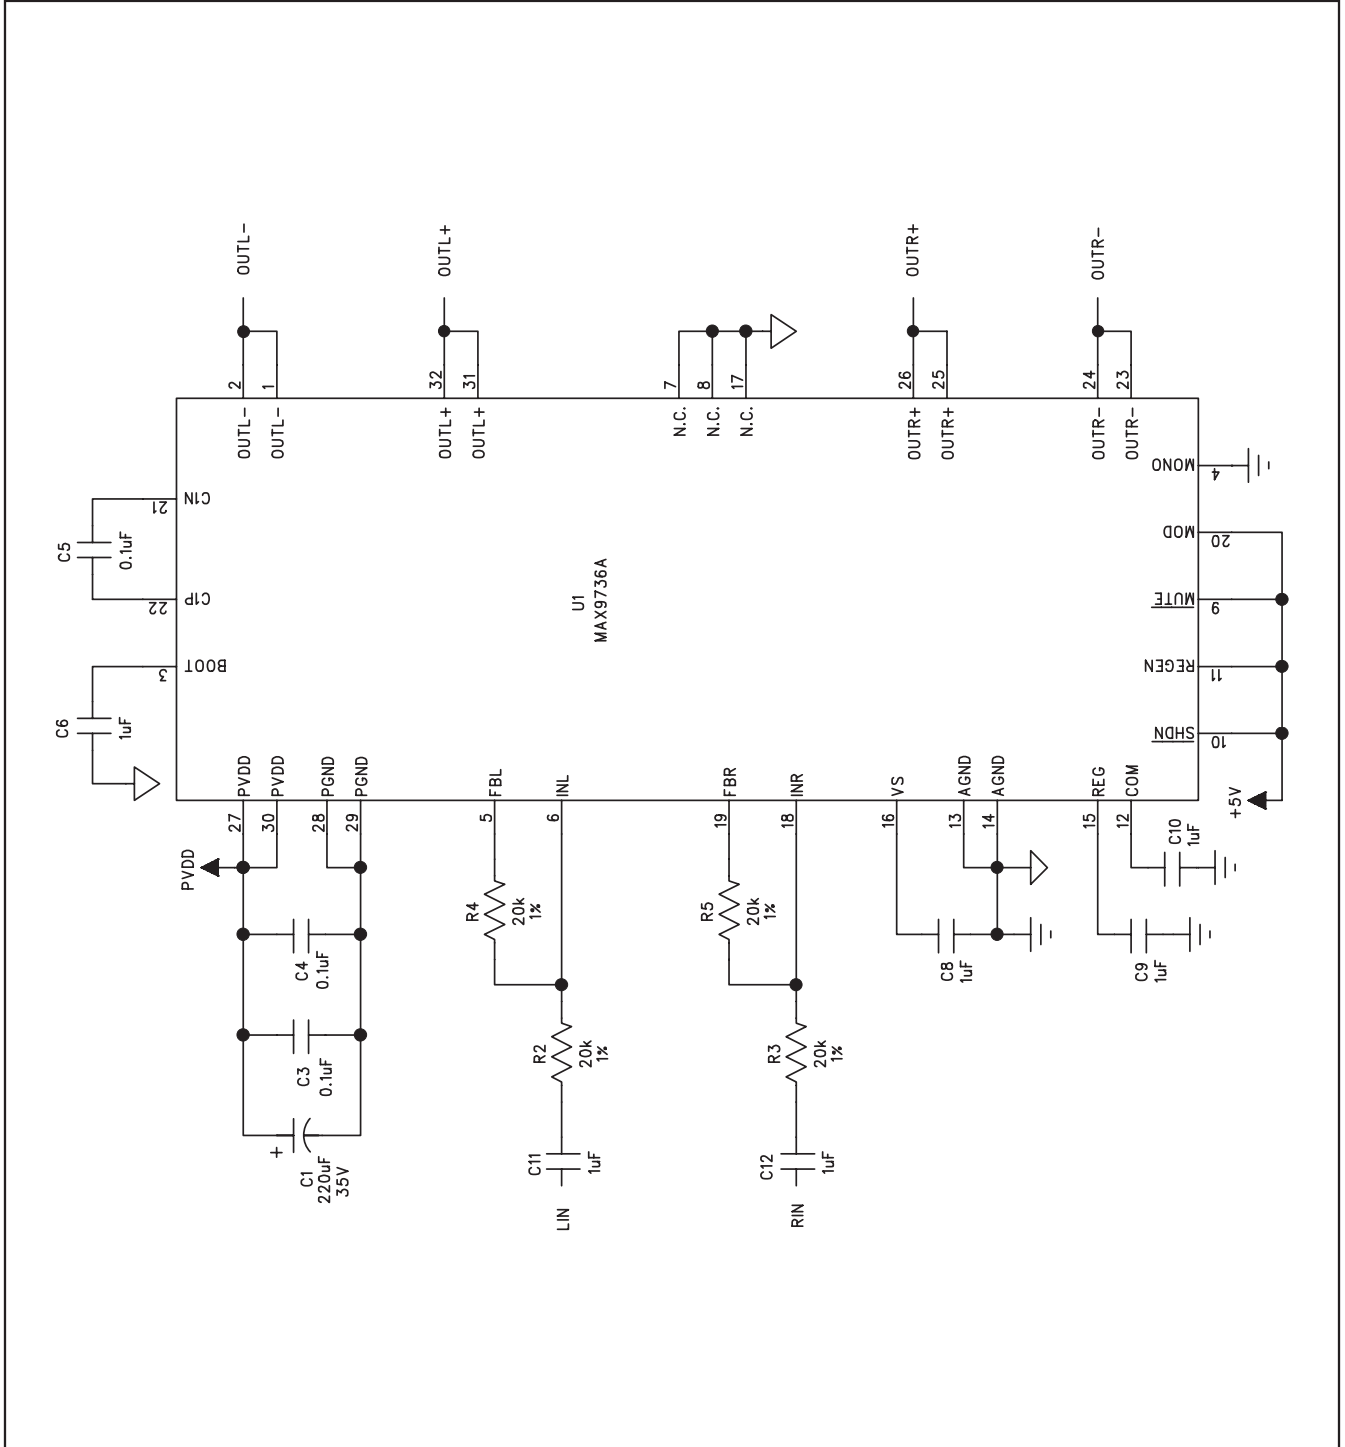 OUTL-
OUTL+
OUTR+
OUTR-
2
1
32
31
7
8
17
26
25
24
23
OUTL-
OUTL-
OUTL+
OUTL+
N.C.
N.C.
N.C.
OUTR+
OUTR+
OUTR-
OUTR-
C5
0.1uF
21
C1N
22
C1P
C6
1uF
3
BOOT
U1
MAX9736A
MONO
4
MOD
20
MUTE
9
REGEN
11
SHDN
10
+5V
PVDD
PVDD
PGND
PGND
FBL
INL
FBR
INR
VS
AGND
AGND
REG
COM
27
30
28
29
5
6
19
18
16
13
14
15
12
PVDD
C4
0.1uF
C3
0.1uF
+
C1
220uF
35V
R4
20k
1%
R2
20k
1%
C11
1uF
LIN
R5
20k
1%
R3
20k
1%
C12
1uF
RIN
C8
1uF
C9
1uF
C10
1uF